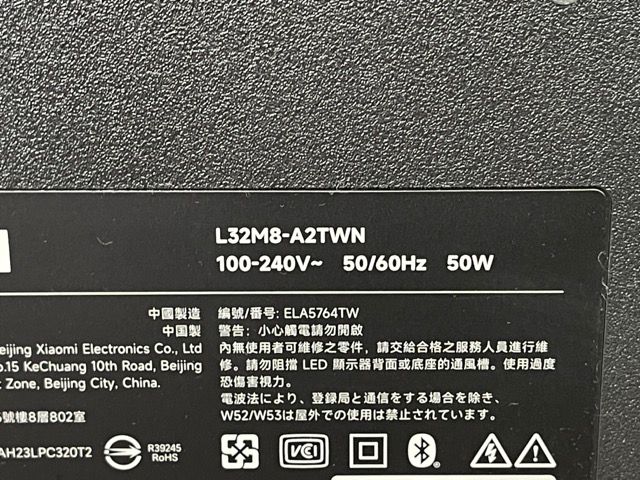 L32M8-A2TWN
100-240V~ 50/60Hz 50W
中國製造 編號/番号: ELA5764TW
中国製 警告: 小心觸電請勿開啟
eijing Xiaomi Electronics Co., Ltd 內無使用者可維修之零件，請交給合格之服務人員進行維
o.15 KeChuang 10th Road, Beijing 修。請勿阻擋 LED 顯示器背面或底座的通風槽。使用過度
t Zone, Beijing City, China. 恐傷害視力。
電波法により、登録局と通信をする場合を除き、
號樓8層802室 W52/W53は屋外での使用は禁止されています。
AH23LPC320T2 R39245
RoHS
VCI